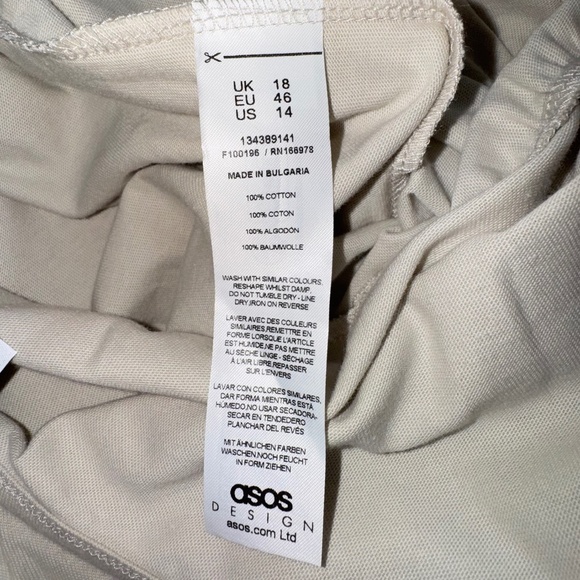 UK 18
EU 46
US 14
134389141
F100196 / RN166978
MADE IN BULGARIA
100% COTTON
100% COTON
100% ALGODÓN
100% BAUMWOLLE
WASH WITH SIMILAR COLOURS,
RESHAPE WHILST DAMP,
DO NOT TUMBLE DRY - LINE
DRY,IRON ON REVERSE
LAVER AVEC DES COULEURS
SIMILAIRES,REMETTRE EN
FORME LORSQUE L'ARTICLE
EST HUMIDE,NE PAS METTRE
AU SÈCHE LINGE - SÉCHAGE
À L'AIR LIBRE,REPASSER
SUR L'ENVERS
LAVAR CON COLORES SIMILARES,
DAR FORMA MIENTRAS ESTÁ
HÚMEDO,NO USAR SECADORA-
SECAR EN TENDEDERO
PLANCHAR DEL REVÉS
MIT ÄHNLICHEN FARBEN
WASCHEN,NOCH FEUCHT
IN FORM ZIEHEN
asos
DESIGN
asos.com Ltd